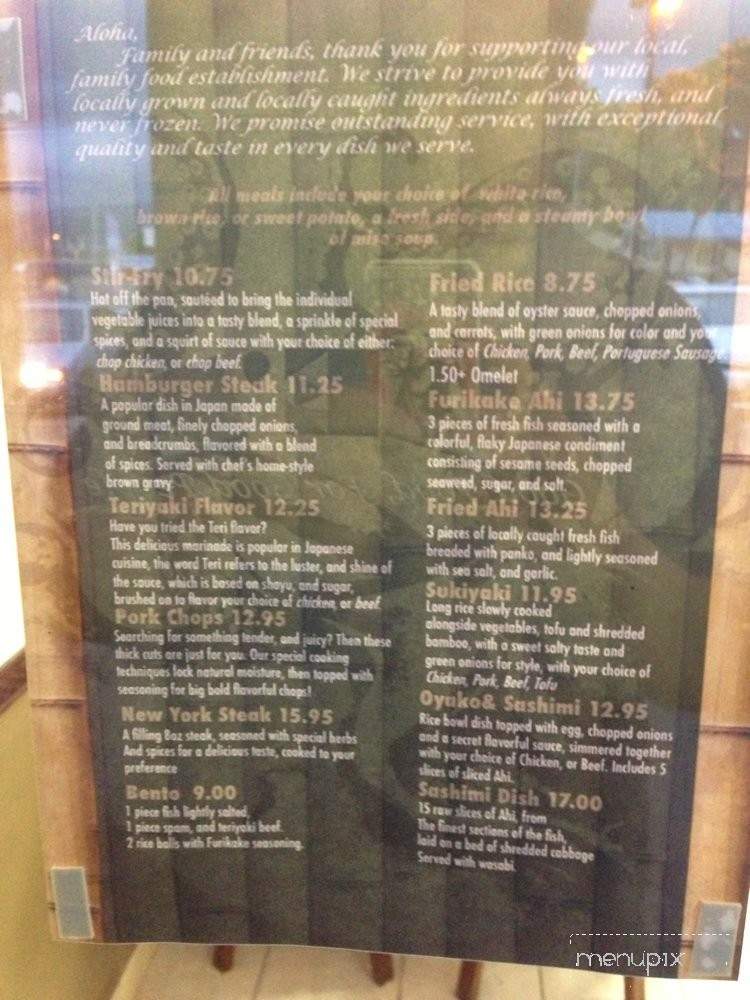 Aloha,
Family and friends, thank you for supporting our local,
family food establishment. We strive to provide you with
locally grown and locally caught ingredients always fresh, and
never frozen. We promise outstanding service, with exceptional
quality and taste in every dish we serve.
All meals include your choice of white rice,
brown rice, or sweet potato, a fresh side, and a steamy bowl
of miso soup.
Stir-Fry 10.75
Hot off the pan, sautéed to bring the individual
vegetable juices into a tasty blend, a sprinkle of special
spices, and a squirt of sauce with your choice of either:
chop chicken, or chop beef.
Hamburger Steak 11.25
A popular dish in Japan made of
ground meat, finely chopped onions,
and breadcrumbs, flavored with a blend
of spices. Served with chef's home-style
brown gravy
Teriyaki Flavor 12.25
Have you tried the Teri flavor?
This delicious marinade is popular in Japanese
cuisine, the word Teri refers to the luster, and shine of
the sauce, which is based on shoyu, and sugar,
brushed on to flavor your choice of chicken, or beef.
Pork Chops 12.95
Searching for something tender, and juicy? Then these
thick cuts are just for you. Our special cooking
techniques lock natural moisture, then topped with
seasoning for big bold flavorful chops!
New York Steak 15.95
A filling 8oz steak, seasoned with special herbs
And spices for a delicious taste, cooked to your
preference
Bento 9.00
1 piece fish lightly salted,
1 piece spam, and teriyaki beef.
2 rice balls with Furikake seasoning.
Fried Rice 8.75
A tasty blend of oyster sauce, chopped onions,
and carrots, with green onions for color and your
choice of Chicken, Pork, Beef, Portuguese Sausage.
1.50+ Omelet
Furikake Ahi 13.75
3 pieces of fresh fish seasoned with a
colorful, flaky Japanese condiment
consisting of sesame seeds, chopped
seaweed, sugar, and salt.
Fried Ahi 13.25
3 pieces of locally caught fresh fish
breaded with panko, and lightly seasoned
with sea salt, and garlic.
Sukiyaki 11.95
Long rice slowly cooked
alongside vegetables, tofu and shredded
bamboo, with a sweet salty taste and
green onions for style, with your choice of
Chicken, Pork, Beef, Tofu
Oyako& Sashimi 12.95
Rice bowl dish topped with egg, chopped onions
and a secret flavorful sauce, simmered together
with your choice of Chicken, or Beef. Includes 5
slices of sliced Ahi.
Sashimi Dish 17.00
15 raw slices of Ahi, from
The finest sections of the fish,
laid on a bed of shredded cabbage
Served with wasabi.
menupix